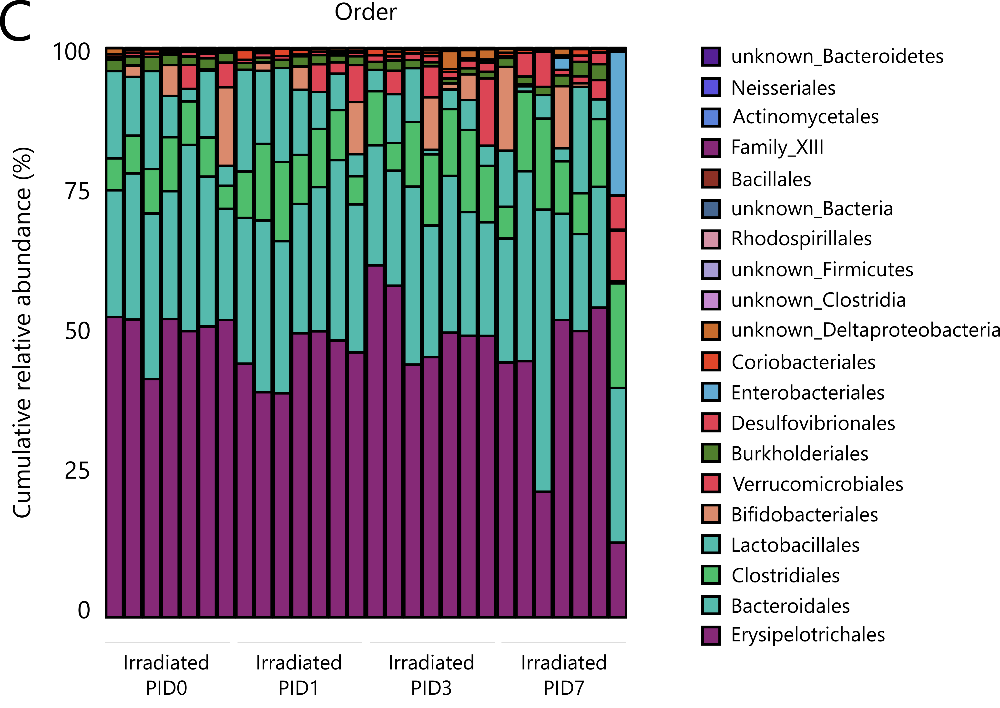 C
Order
Cumulative relative abundance (%)
100
75
50
25
0
Irradiated
PID0
Irradiated
PID1
Irradiated
PID3
Irradiated
PID7
unknown_Bacteroidetes
Neisseriales
Actinomycetales
Family_XIII
Bacillales
unknown_Bacteria
Rhodospirillales
unknown_Firmicutes
unknown_Clostridia
unknown_Deltaproteobacteria
Coriobacteriales
Enterobacteriales
Desulfovibrionales
Burkholderiales
Verrucomicrobiales
Bifidobacteriales
Lactobacillales
Clostridiales
Bacteroidales
Erysipelotrichales